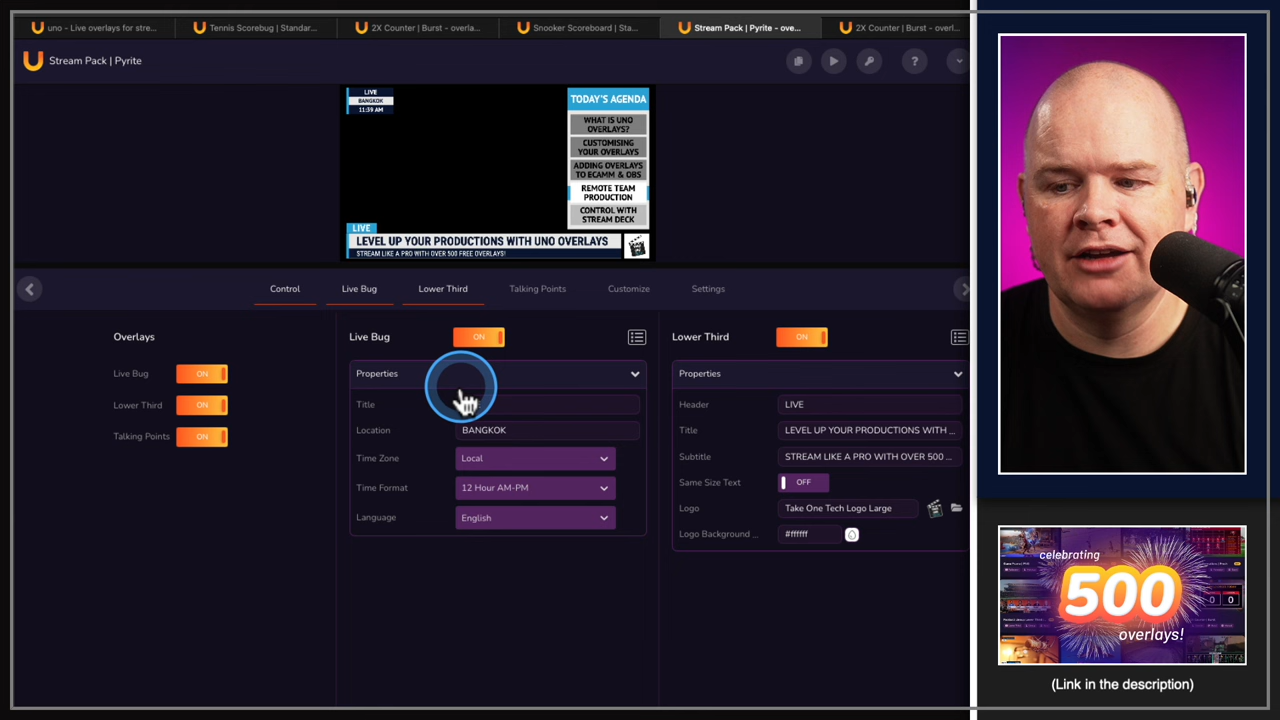 uno - Live overlays for stre...
Tennis Scorebug | Standar...
2X Counter | Burst - overla...
Snooker Scoreboard | Sta...
Stream Pack | Pyrite - ove...
2X Counter | Burst - overl...
Stream Pack | Pyrite
?
LIVE
BANGKOK
11:39 AM
TODAY'S AGENDA
WHAT IS UNO
OVERLAYS?
CUSTOMISING
YOUR OVERLAYS
ADDING OVERLAYS
TO ECAMM & OBS
REMOTE TEAM
PRODUCTION
CONTROL WITH
STREAM DECK
LIVE
LEVEL UP YOUR PRODUCTIONS WITH UNO OVERLAYS
STREAM LIKE A PRO WITH OVER 500 FREE OVERLAYS!
Control
Live Bug
Lower Third
Talking Points
Customize
Settings
Overlays
Live Bug ON
Lower Third ON
Talking Points ON
Live Bug ON
Properties
Title
Location BANGKOK
Time Zone Local
Time Format 12 Hour AM-PM
Language English
Lower Third ON
Properties
Header LIVE
Title LEVEL UP YOUR PRODUCTIONS WITH ...
Subtitle STREAM LIKE A PRO WITH OVER 500 ...
Same Size Text OFF
Logo Take One Tech Logo Large
Logo Background ... #ffffff
celebrating
500
overlays!
(Link in the description)